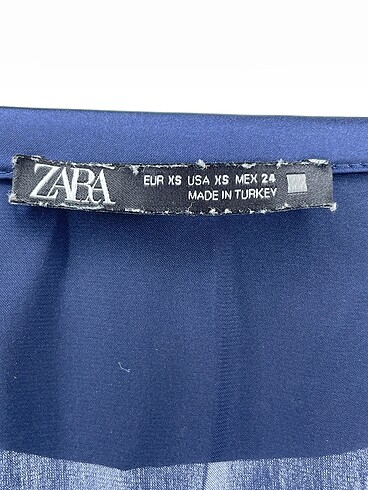 ZARA
EUR XS USA XS MEX 24
MADE IN TURKEY